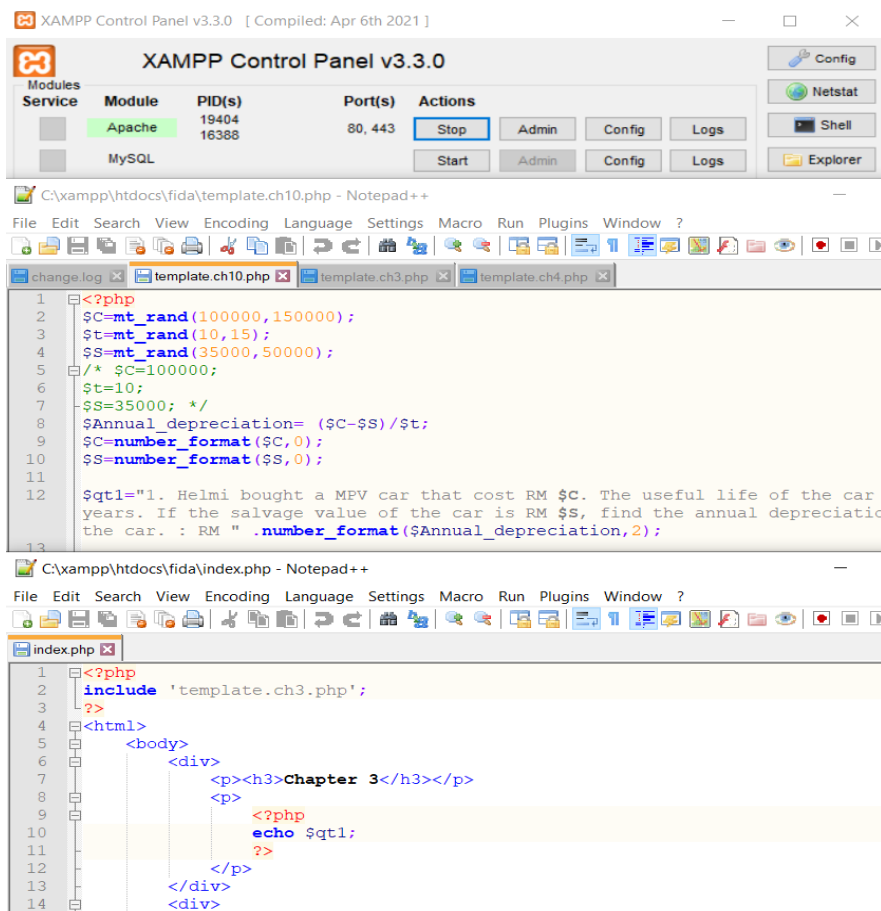 XAMPP Control Panel v3.3.0 [ Compiled: Apr 6th 2021 ]
XAMPP Control Panel v3.3.0
Config
Modules
Service Module PID(s) Port(s) Actions
Netstat
Apache 19404 16388 80, 443 Stop Admin Config Logs
Shell
MySQL Start Admin Config Logs
Explorer
C:\xampp\htdocs\fida\template.ch10.php - Notepad++
File Edit Search View Encoding Language Settings Macro Run Plugins Window ?
change.log template.ch10.php template.ch3.php template.ch4.php
1 <?php
2 $C=mt_rand(100000,150000);
3 $t=mt_rand(10,15);
4 $S=mt_rand(35000,50000);
5 /* $C=100000;
6 $t=10;
7 $S=35000; */
8 $Annual_depreciation= ($C-$S)/$t;
9 $C=number_format($C,0);
10 $S=number_format($S,0);
11
12 $qt1="1. Helmi bought a MPV car that cost RM $C. The useful life of the car
years. If the salvage value of the car is RM $S, find the annual depreciatio
the car. : RM " .number_format($Annual_depreciation,2);
13
C:\xampp\htdocs\fida\index.php - Notepad++
File Edit Search View Encoding Language Settings Macro Run Plugins Window ?
index.php
1 <?php
2 include 'template.ch3.php';
3 ?>
4 <html>
5 <body>
6 <div>
7 <p><h3>Chapter 3</h3></p>
8 <p>
9 <?php
10 echo $qt1;
11 ?>
12 </p>
13 </div>
14 <div>